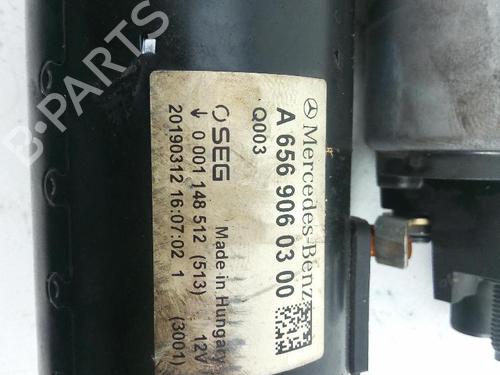 Mercedes-Benz
A 656 906 03 00
Q003
SEG
Made in Hungary
12V
0 001 148 512 (513)
(3001)
20190312 16:07:02 1
B-PARTS